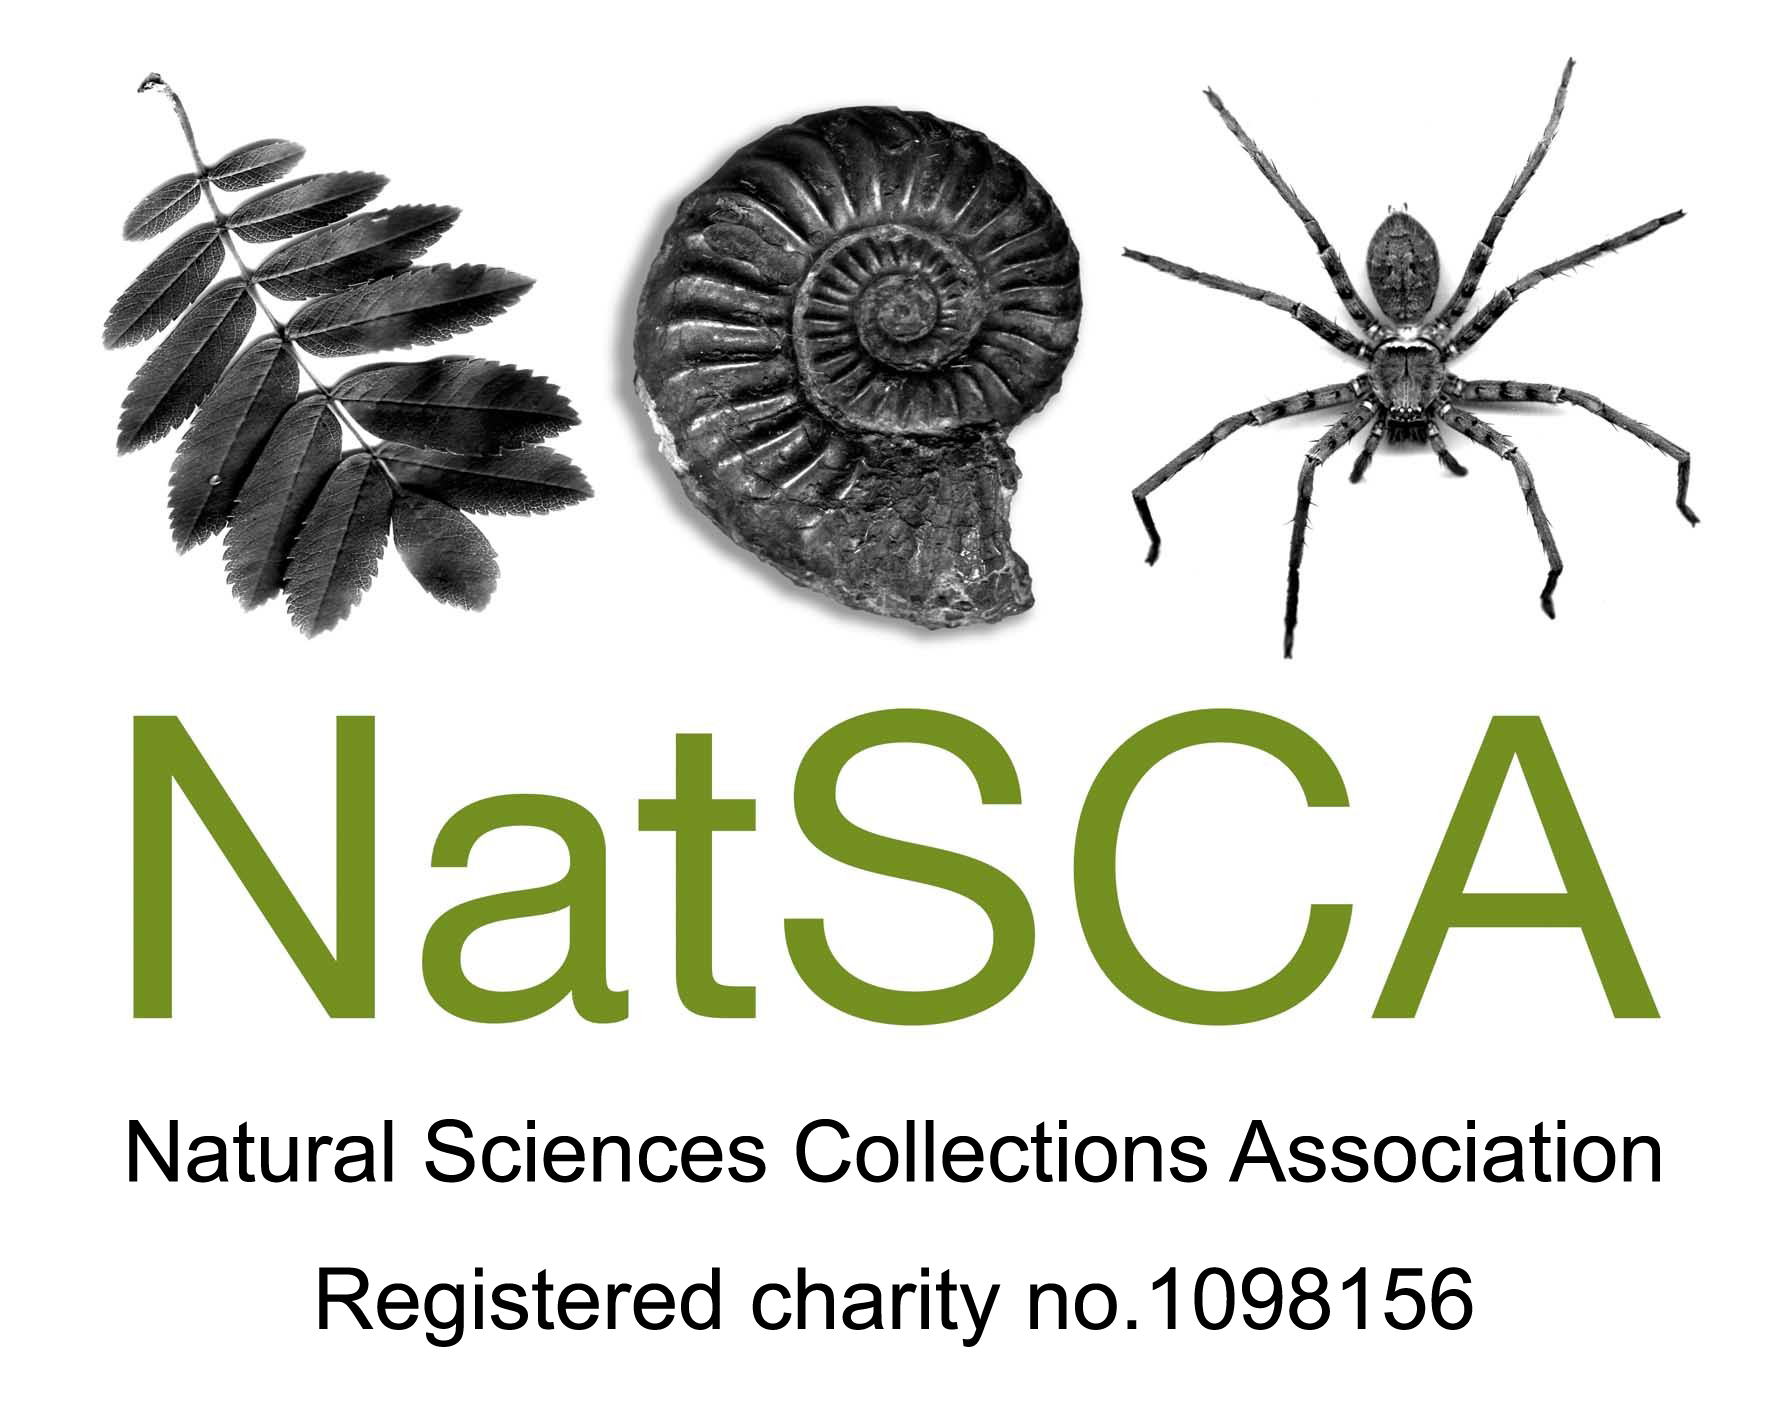 NatSCA
Natural Sciences Collections Association
Registered charity no.1098156